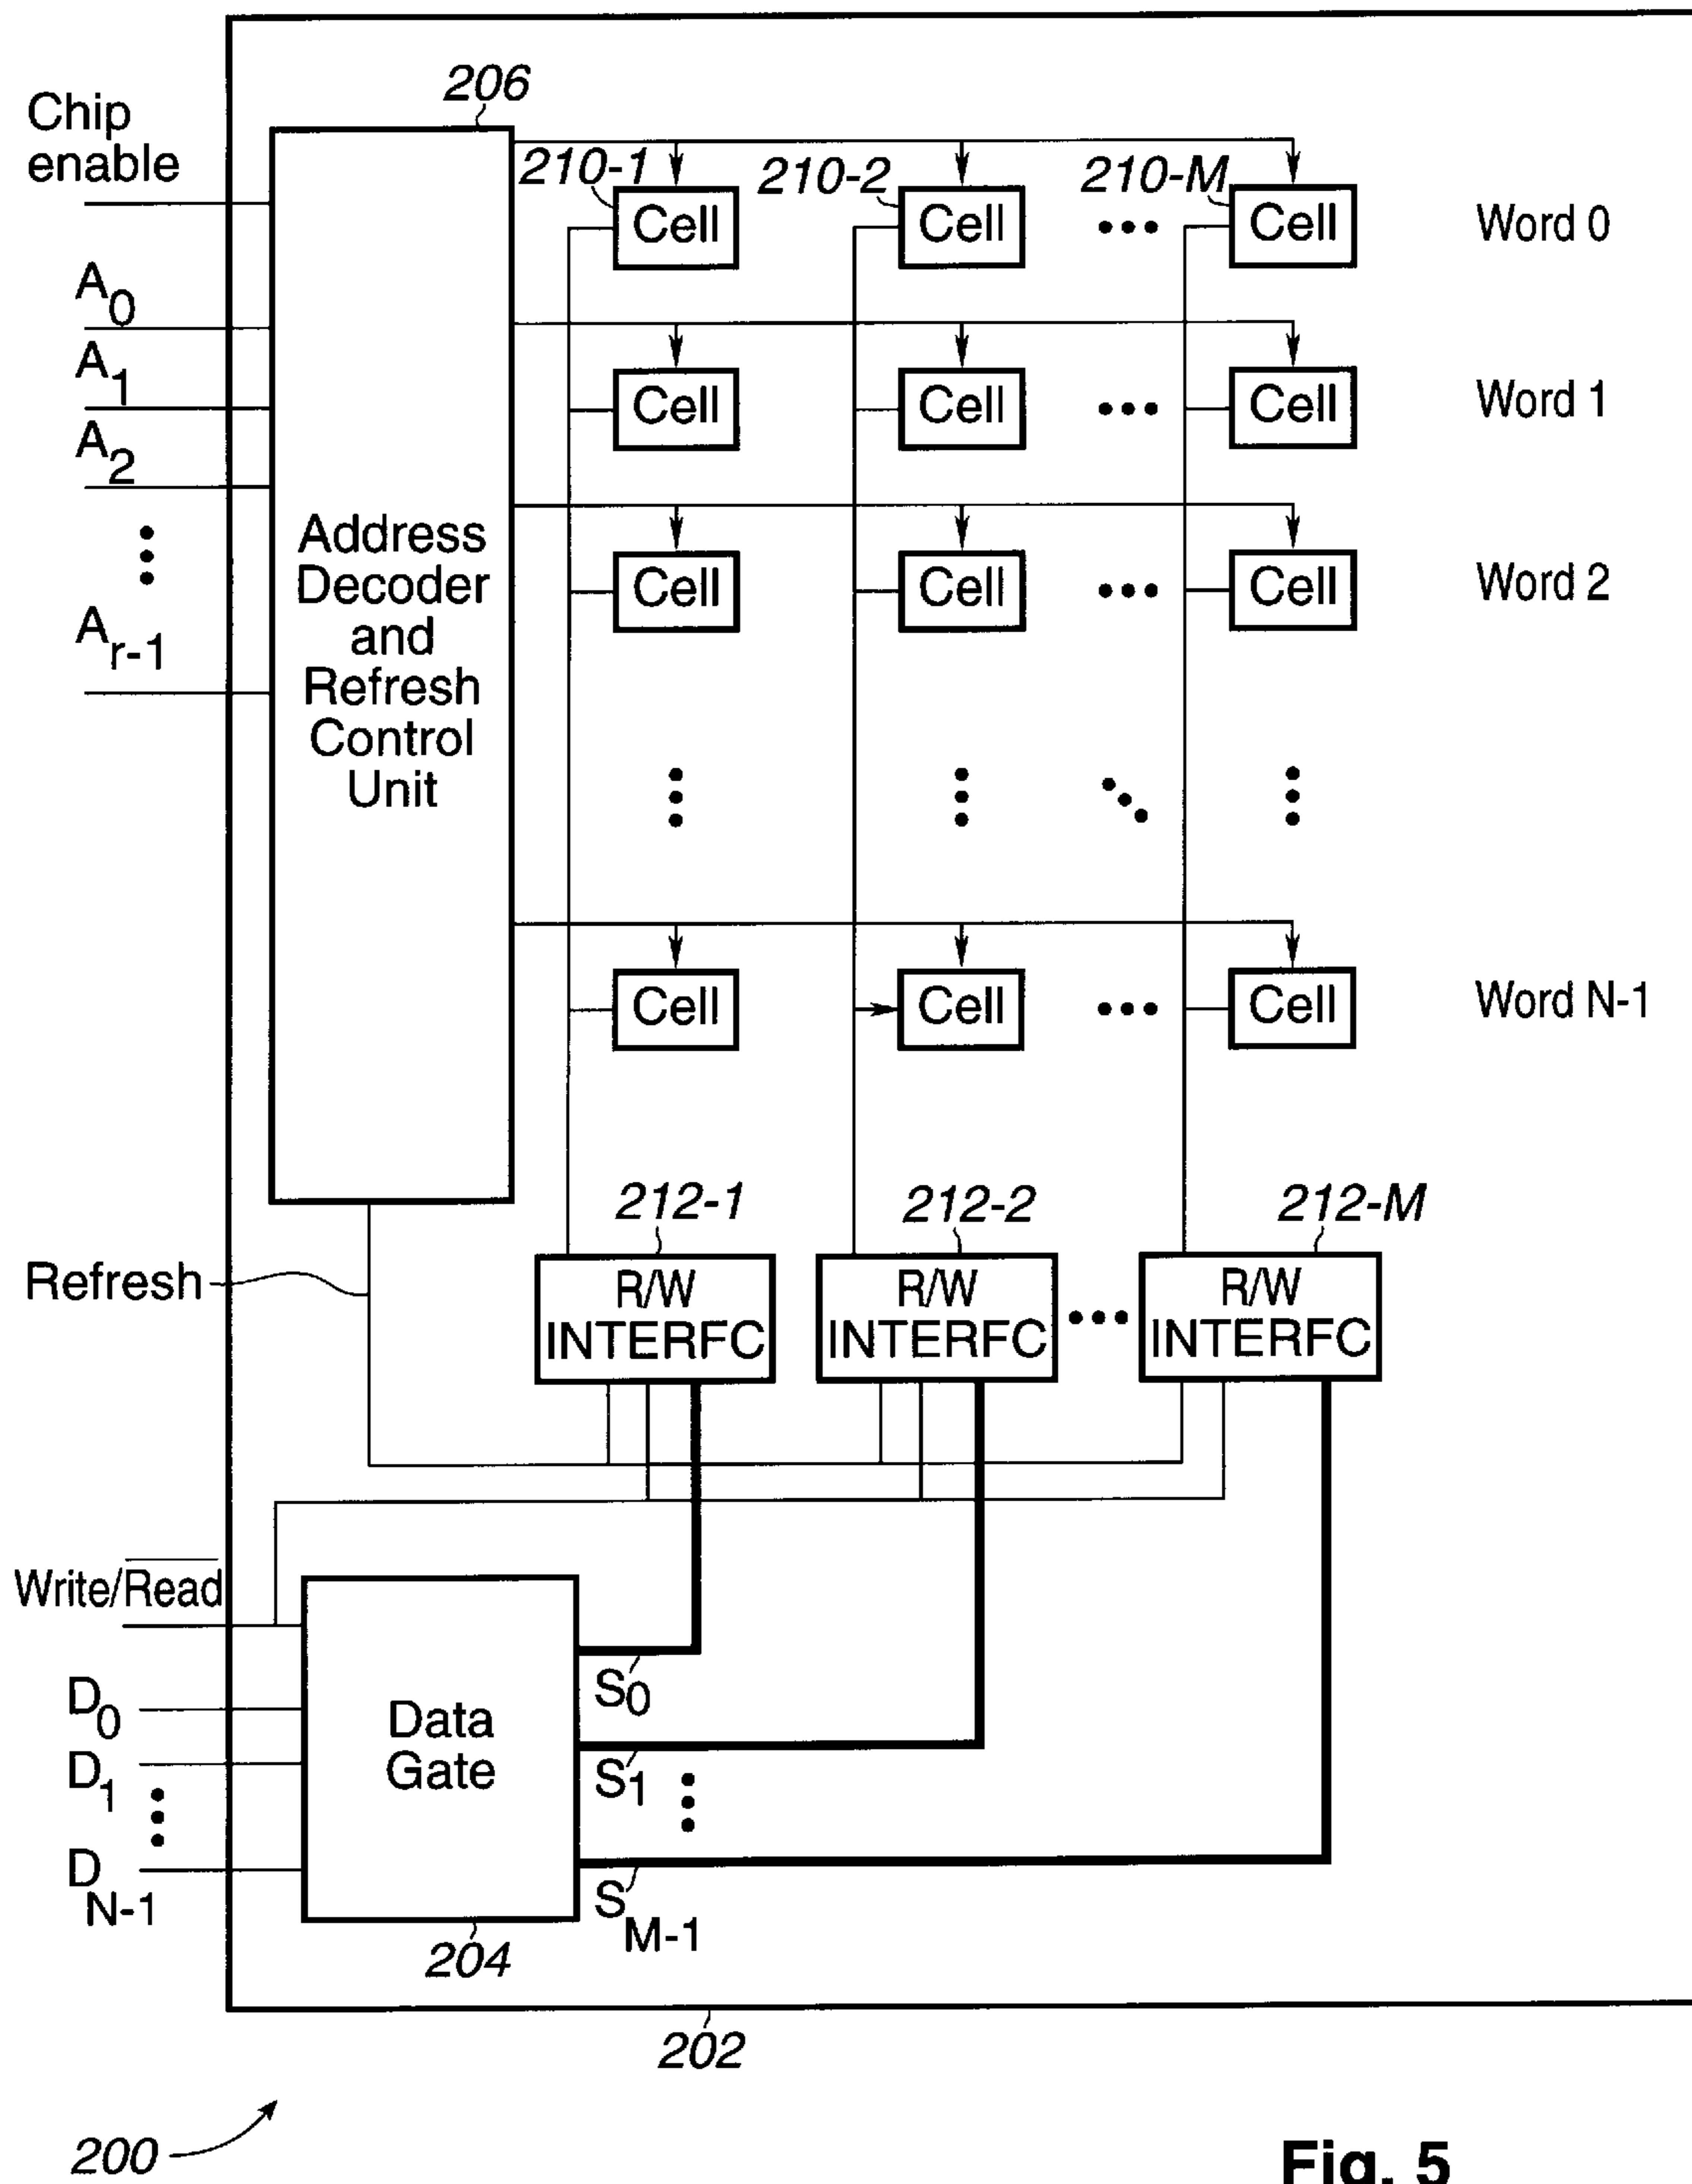 206
Chip
enable
210-1
210-2
210-M
Cell
Cell
Cell
Word 0
A0
Cell
Cell
Cell
Word 1
A1
A2
Address
Decoder
and
Refresh
Control
Unit
Cell
Cell
Cell
Word 2
Ar-1
Cell
Cell
Cell
Word N-1
212-1
212-2
212-M
Refresh
R/W
INTERFC
R/W
INTERFC
R/W
INTERFC
Write/Read
D0
D1
DN-1
Data
Gate
S0
S1
SM-1
204
202
200
Fig. 5